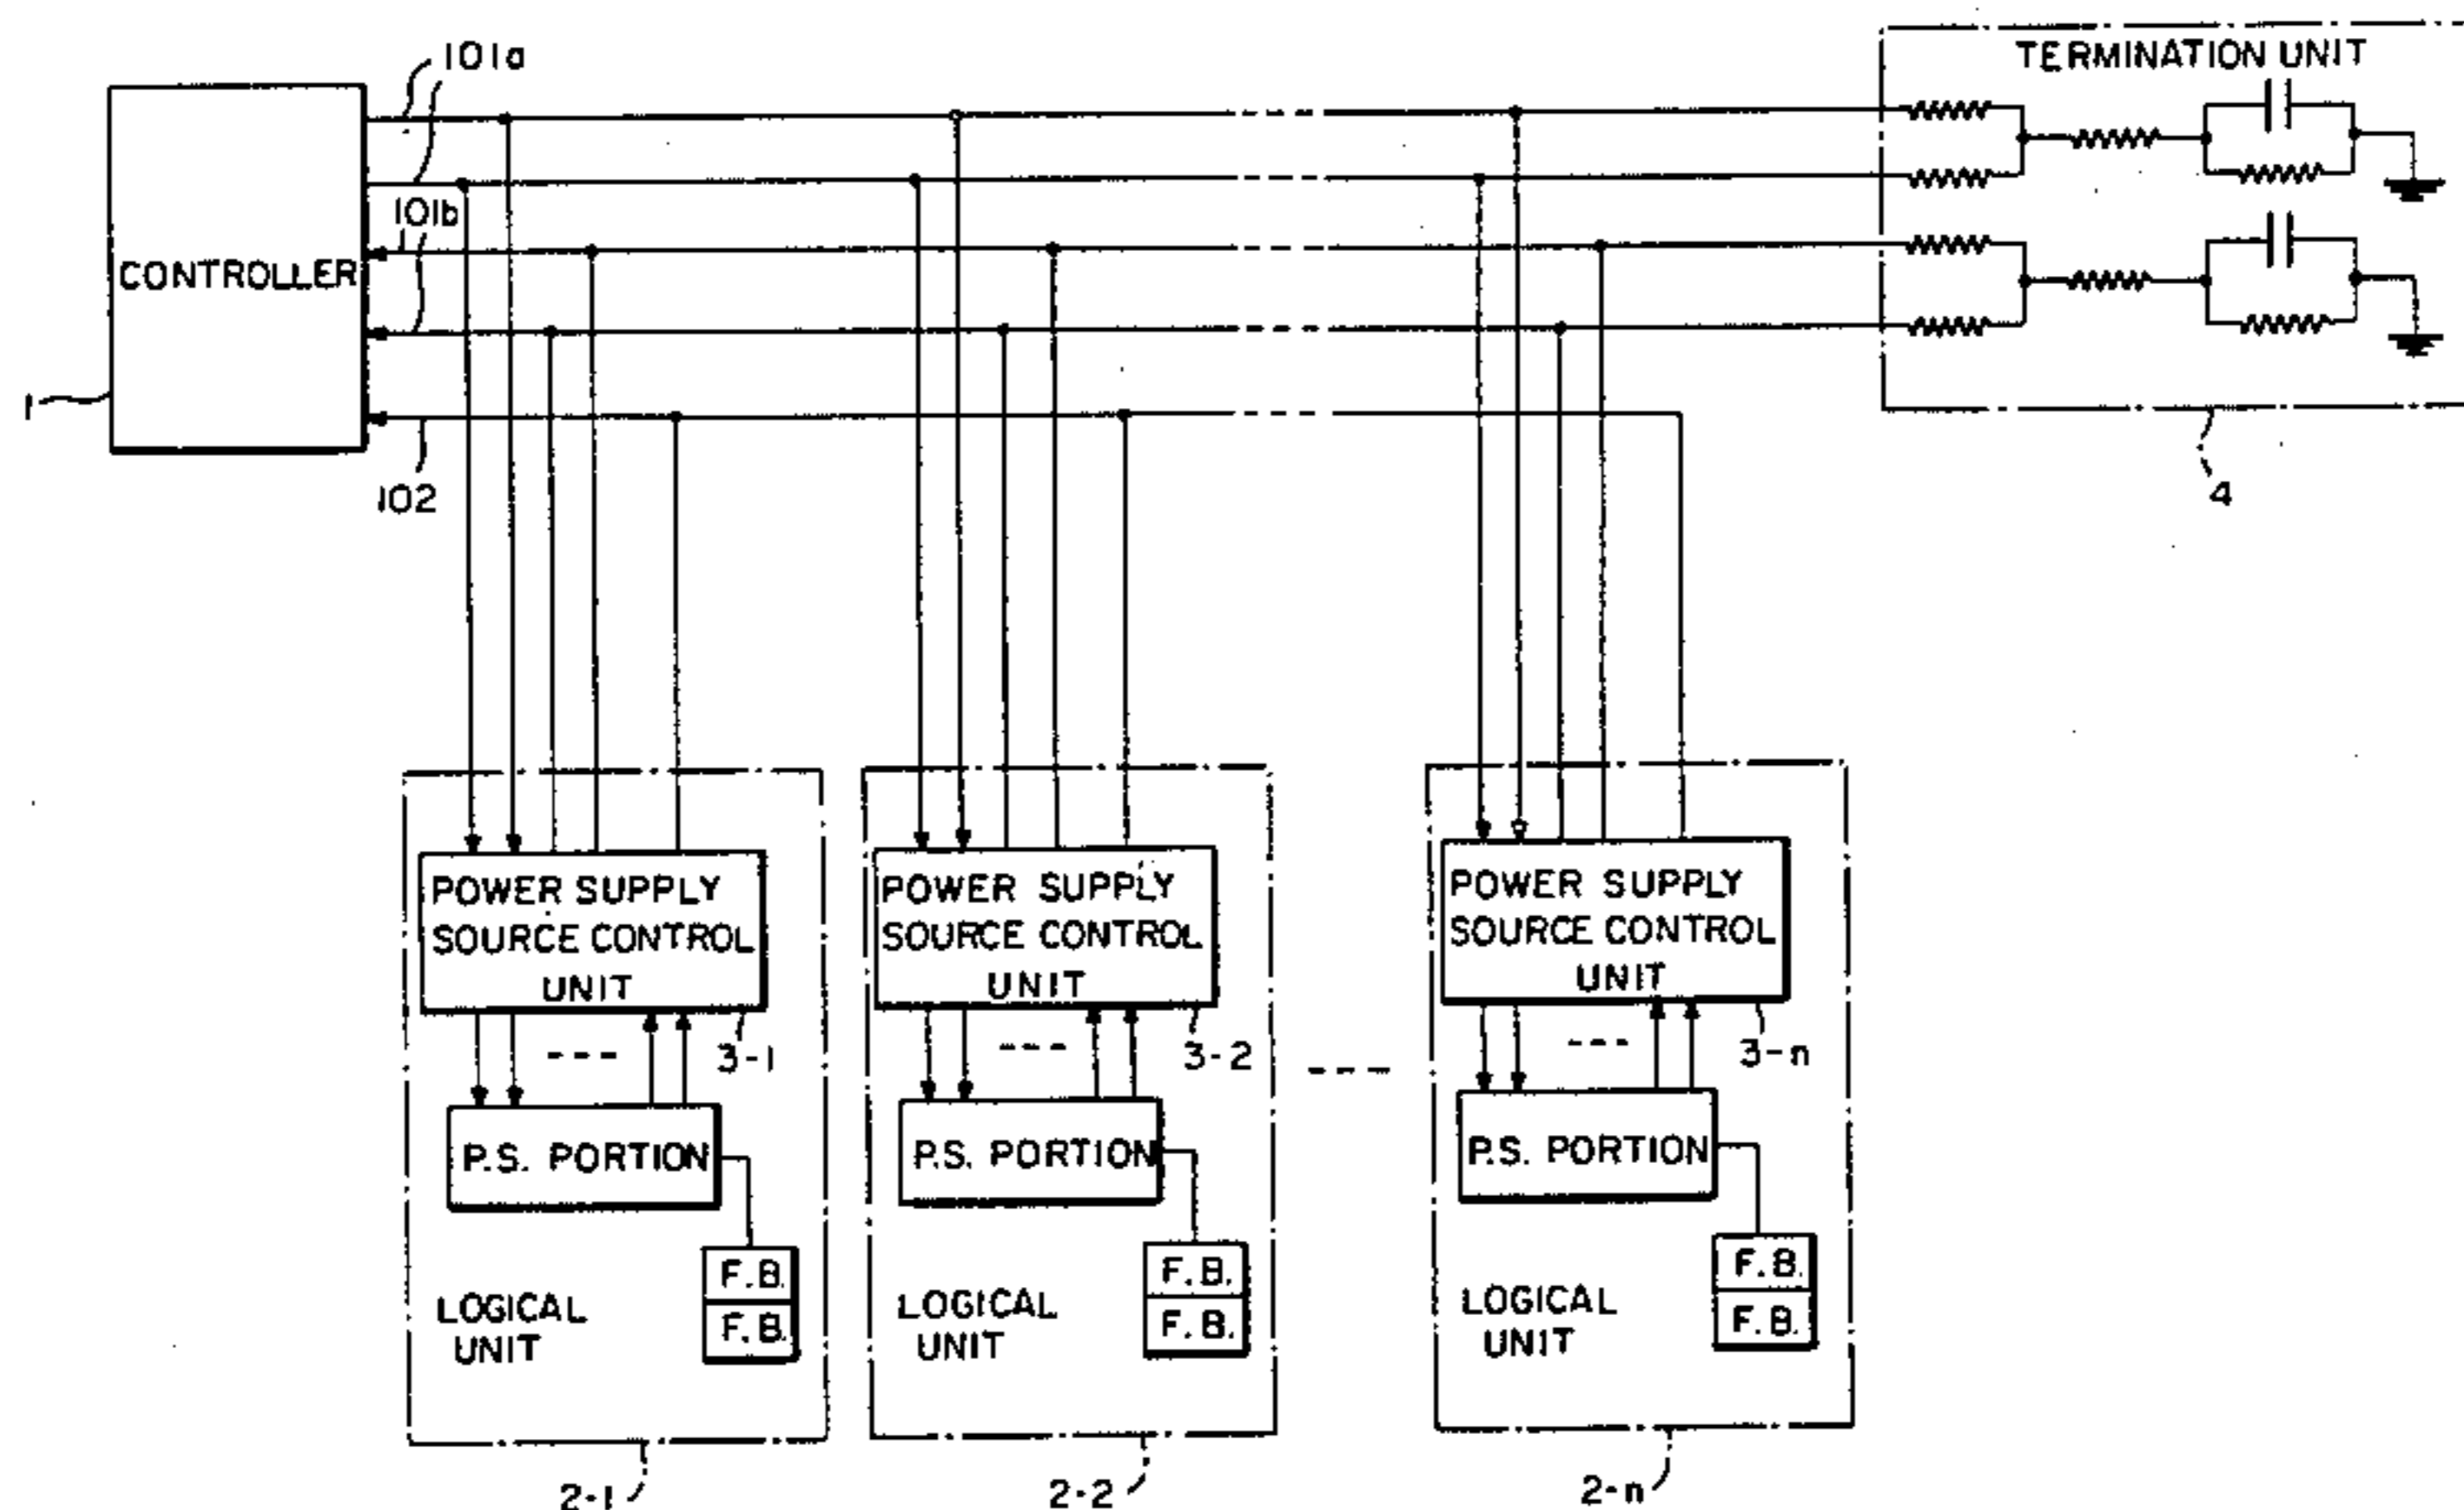 101a
TERMINATION UNIT
101b
CONTROLLER
1
102
4
POWER SUPPLY
SOURCE CONTROL
UNIT
3-1
P.S. PORTION
F.B.
F.B.
LOGICAL
UNIT
2-1
POWER SUPPLY
SOURCE CONTROL
UNIT
3-2
P.S. PORTION
F.B.
F.B.
LOGICAL
UNIT
2-2
POWER SUPPLY
SOURCE CONTROL
UNIT
3-n
P.S. PORTION
F.B.
F.B.
LOGICAL
UNIT
2-n